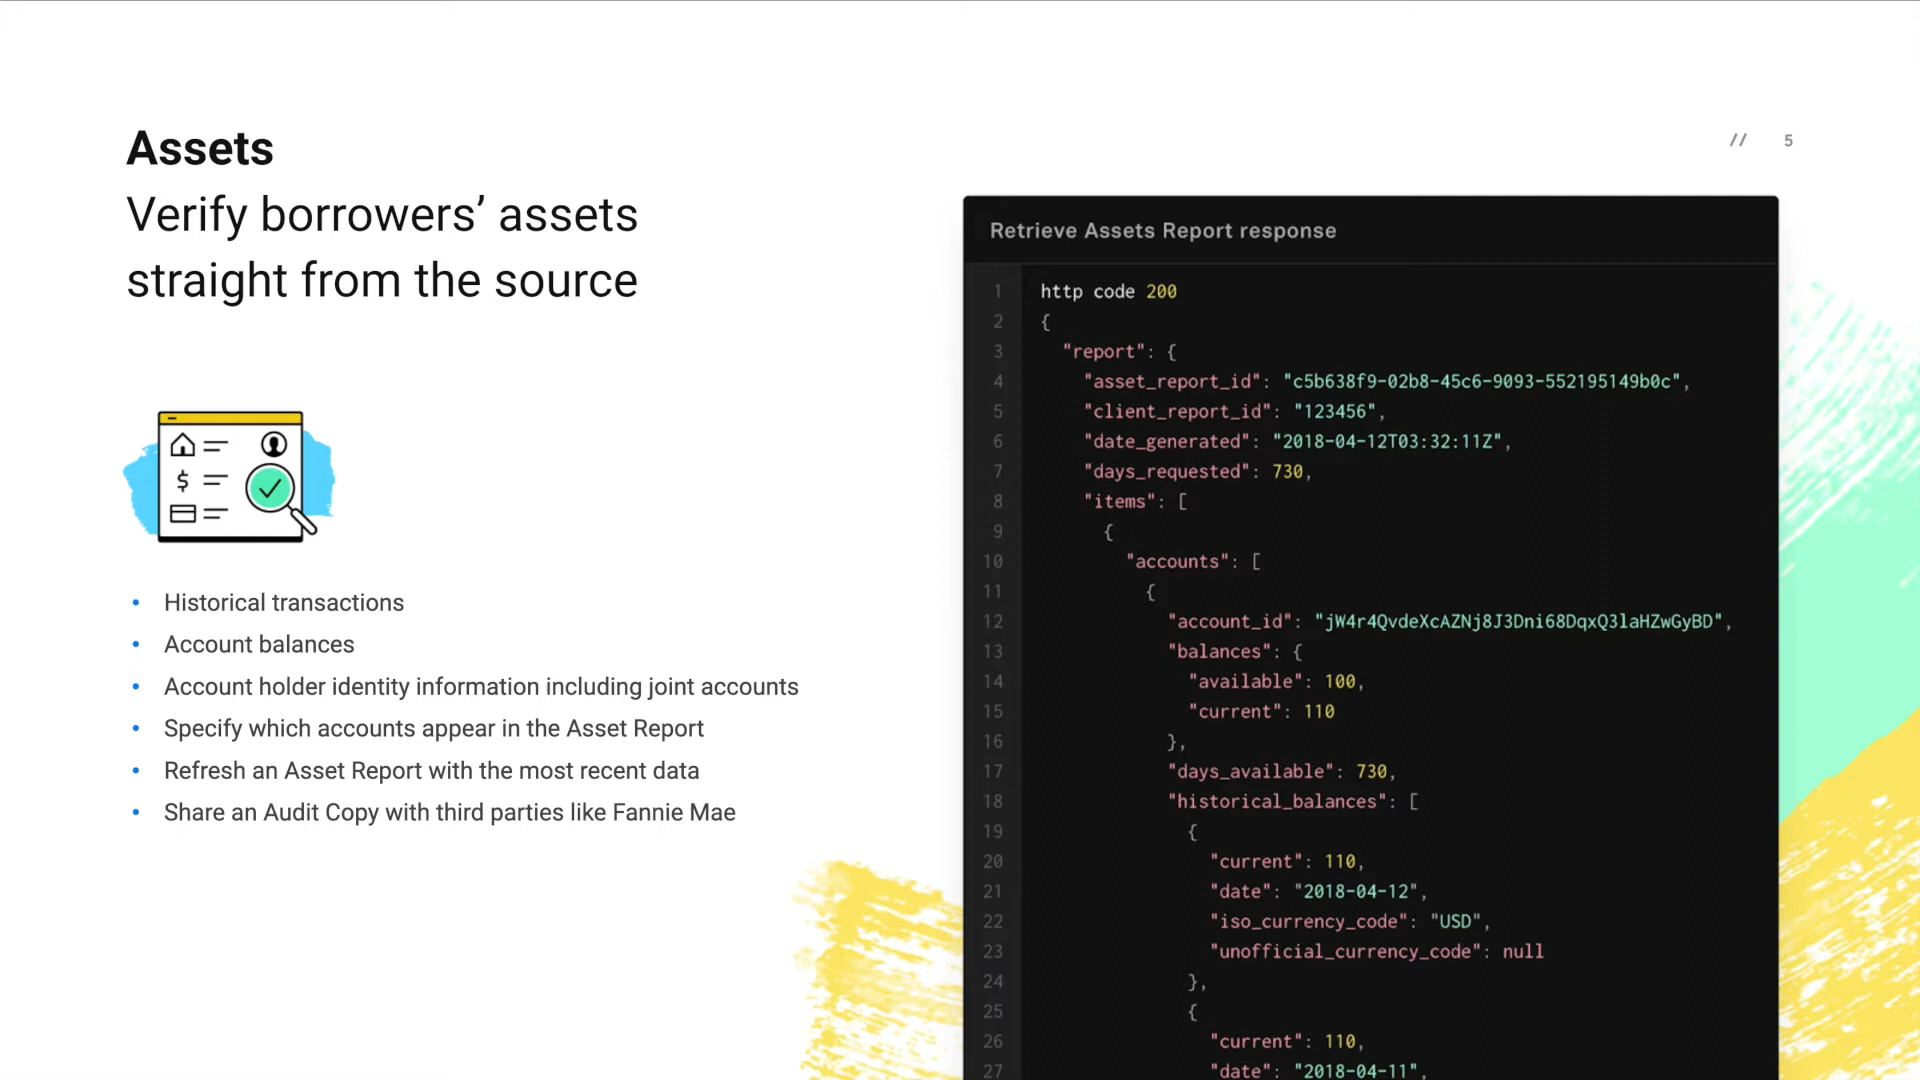 Assets
Verify borrowers’ assets
straight from the source
// 5
$
• Historical transactions
• Account balances
• Account holder identity information including joint accounts
• Specify which accounts appear in the Asset Report
• Refresh an Asset Report with the most recent data
• Share an Audit Copy with third parties like Fannie Mae
Retrieve Assets Report response
1 http code 200
2 {
3 "report": {
4 "asset_report_id": "c5b638f9-02b8-45c6-9093-552195149b0c",
5 "client_report_id": "123456",
6 "date_generated": "2018-04-12T03:32:11Z",
7 "days_requested": 730,
8 "items": [
9 {
10 "accounts": [
11 {
12 "account_id": "jW4r4QvdeXcAZNj8J3Dni68DqxQ3laHZwGyBD",
13 "balances": {
14 "available": 100,
15 "current": 110
16 },
17 "days_available": 730,
18 "historical_balances": [
19 {
20 "current": 110,
21 "date": "2018-04-12",
22 "iso_currency_code": "USD",
23 "unofficial_currency_code": null
24 },
25 {
26 "current": 110,
27 "date": "2018-04-11",